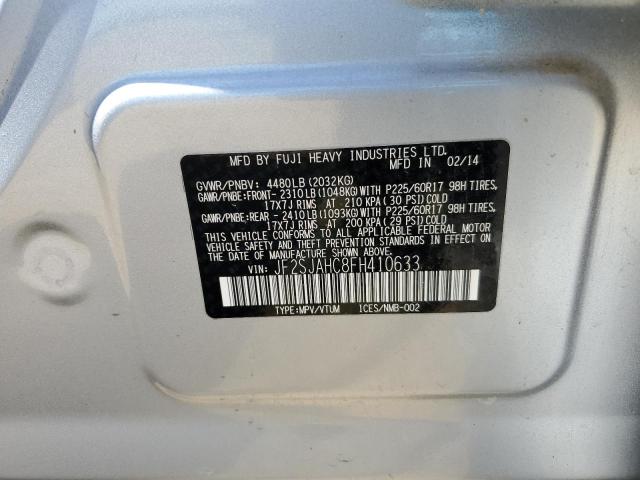 MFD BY FUJI HEAVY INDUSTRIES LTD.
MFD IN 02/14
GVWR/PNBV: 4480LB(2032KG)
GAWR/PNBE:FRONT- 2310LB(1048KG)WITH P225/60R17 98H TIRES,
17X7J RIMS AT 210 KPA(30 PSI)COLD
GAWR/PNBE:REAR - 2410LB(1093KG)WITH P225/60R17 98H TIRES,
17X7J RIMS AT 200 KPA(29 PSI)COLD
THIS VEHICLE CONFORMS TO ALL APPLICABLE FEDERAL MOTOR
VEHICLE SAFETY AND BUMPER, AND THEFT PREVENTION STANDARDS
IN EFFECT ON THE DATE OF MANUFACTURE SHOWN ABOVE.
VIN: JF2SJAHC8FH410633
TYPE:MPV/VTUM ICES/NMB-002